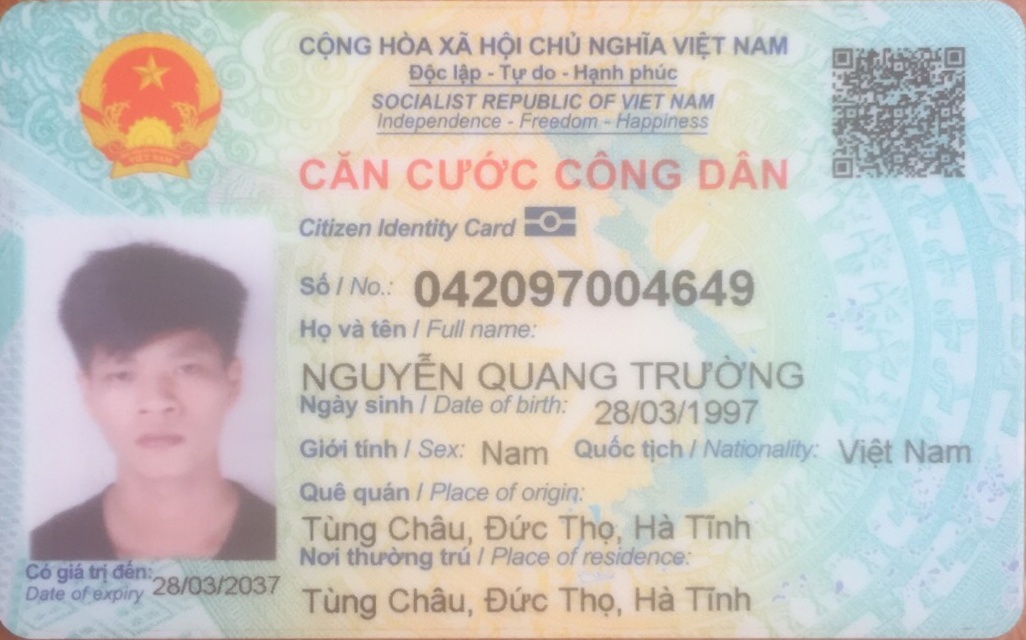 CỘNG HÒA XÃ HỘI CHỦ NGHĨA VIỆT NAM
Độc lập - Tự do - Hạnh phúc
SOCIALIST REPUBLIC OF VIET NAM
Independence - Freedom - Happiness
CĂN CƯỚC CÔNG DÂN
Citizen Identity Card
Số / No.: 042097004649
Họ và tên / Full name:
NGUYỄN QUANG TRƯỜNG
Ngày sinh / Date of birth: 28/03/1997
Giới tính / Sex: Nam Quốc tịch / Nationality: Việt Nam
Quê quán / Place of origin:
Tùng Châu, Đức Thọ, Hà Tĩnh
Nơi thường trú / Place of residence:
Tùng Châu, Đức Thọ, Hà Tĩnh
Có giá trị đến: 28/03/2037
Date of expiry